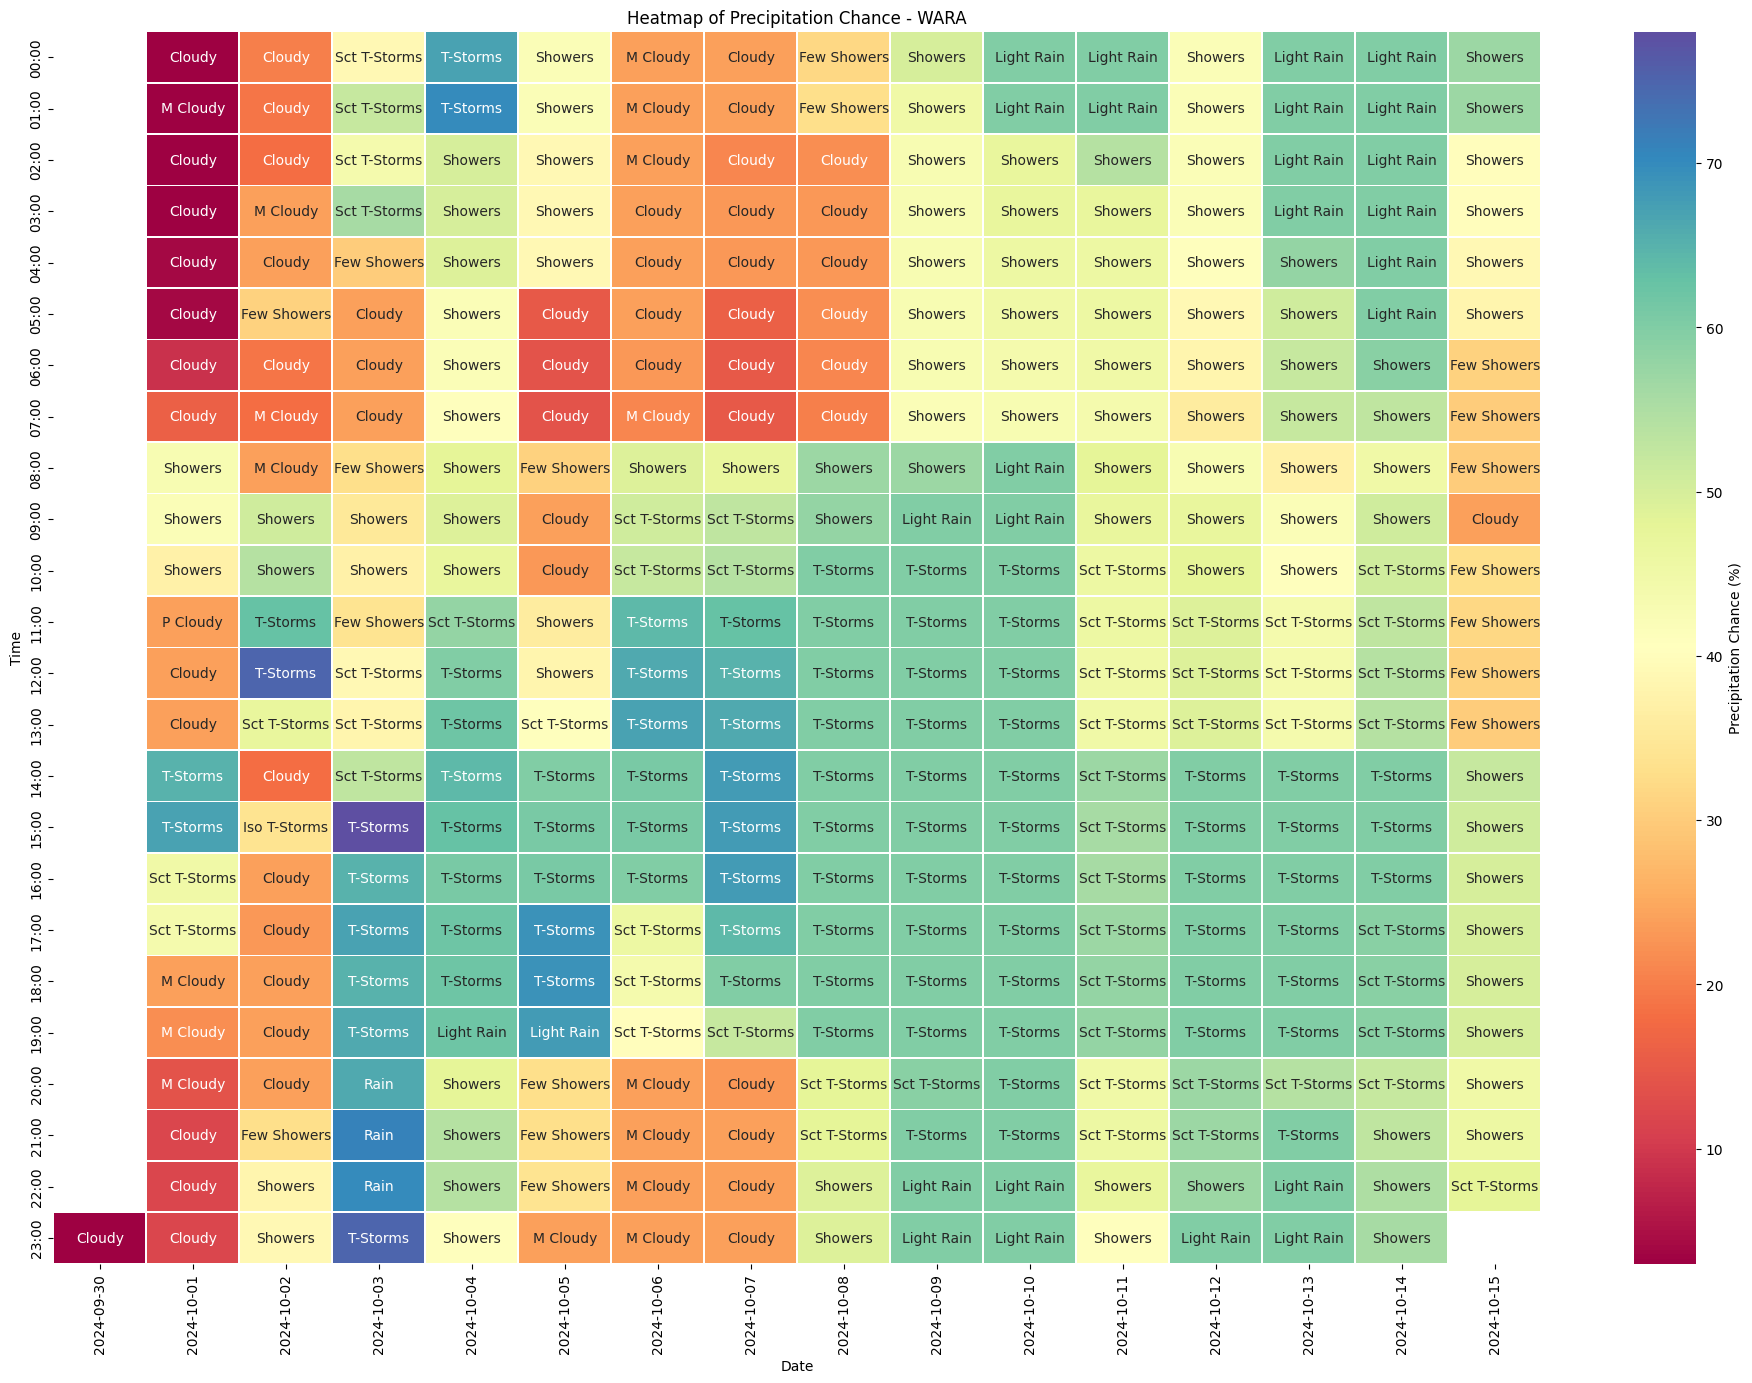 Heatmap of Precipitation Chance - WARA
00:00 Cloudy Cloudy Sct T-Storms T-Storms Showers M Cloudy Cloudy Few Showers Showers Light Rain Light Rain Showers Light Rain Light Rain Showers
01:00 M Cloudy Cloudy Sct T-Storms T-Storms Showers M Cloudy Cloudy Few Showers Showers Light Rain Light Rain Showers Light Rain Light Rain Showers
02:00 Cloudy Cloudy Sct T-Storms Showers Showers M Cloudy Cloudy Cloudy Showers Showers Showers Showers Light Rain Light Rain Showers
03:00 Cloudy M Cloudy Sct T-Storms Showers Showers Cloudy Cloudy Cloudy Showers Showers Showers Showers Light Rain Light Rain Showers
04:00 Cloudy Cloudy Few Showers Showers Showers Cloudy Cloudy Cloudy Showers Showers Showers Showers Showers Light Rain Showers
05:00 Cloudy Few Showers Cloudy Showers Cloudy Cloudy Cloudy Cloudy Showers Showers Showers Showers Showers Light Rain Showers
06:00 Cloudy Cloudy Cloudy Showers Cloudy Cloudy Cloudy Cloudy Showers Showers Showers Showers Showers Showers Few Showers
07:00 Cloudy M Cloudy Cloudy Showers Cloudy M Cloudy Cloudy Cloudy Showers Showers Showers Showers Showers Showers Few Showers
08:00 Showers M Cloudy Few Showers Showers Few Showers Showers Showers Showers Showers Light Rain Showers Showers Showers Showers Few Showers
09:00 Showers Showers Showers Showers Cloudy Sct T-Storms Sct T-Storms Showers Light Rain Light Rain Showers Showers Showers Showers Cloudy
10:00 Showers Showers Showers Showers Cloudy Sct T-Storms Sct T-Storms T-Storms T-Storms T-Storms Sct T-Storms Showers Showers Sct T-Storms Few Showers
11:00 P Cloudy T-Storms Few Showers Sct T-Storms Showers T-Storms T-Storms T-Storms T-Storms T-Storms Sct T-Storms Sct T-Storms Sct T-Storms Sct T-Storms Few Showers
12:00 Cloudy T-Storms Sct T-Storms T-Storms Showers T-Storms T-Storms T-Storms T-Storms T-Storms Sct T-Storms Sct T-Storms Sct T-Storms Sct T-Storms Few Showers
13:00 Cloudy Sct T-Storms Sct T-Storms T-Storms Sct T-Storms T-Storms T-Storms T-Storms T-Storms T-Storms Sct T-Storms Sct T-Storms Sct T-Storms Sct T-Storms Few Showers
14:00 T-Storms Cloudy Sct T-Storms T-Storms T-Storms T-Storms T-Storms T-Storms T-Storms T-Storms Sct T-Storms T-Storms T-Storms T-Storms Showers
15:00 T-Storms Iso T-Storms T-Storms T-Storms T-Storms T-Storms T-Storms T-Storms T-Storms T-Storms Sct T-Storms T-Storms T-Storms T-Storms Showers
16:00 Sct T-Storms Cloudy T-Storms T-Storms T-Storms T-Storms T-Storms T-Storms T-Storms T-Storms Sct T-Storms T-Storms T-Storms T-Storms Showers
17:00 Sct T-Storms Cloudy T-Storms T-Storms T-Storms Sct T-Storms T-Storms T-Storms T-Storms T-Storms Sct T-Storms T-Storms T-Storms Sct T-Storms Showers
18:00 M Cloudy Cloudy T-Storms T-Storms T-Storms Sct T-Storms T-Storms T-Storms T-Storms T-Storms Sct T-Storms T-Storms T-Storms Sct T-Storms Showers
19:00 M Cloudy Cloudy T-Storms Light Rain Light Rain Sct T-Storms Sct T-Storms T-Storms T-Storms T-Storms Sct T-Storms T-Storms T-Storms Sct T-Storms Showers
20:00 M Cloudy Cloudy Rain Showers Few Showers M Cloudy Cloudy Sct T-Storms Sct T-Storms T-Storms Sct T-Storms Sct T-Storms Sct T-Storms Sct T-Storms Showers
21:00 Cloudy Few Showers Rain Showers Few Showers M Cloudy Cloudy Sct T-Storms T-Storms T-Storms Sct T-Storms Sct T-Storms T-Storms Showers Showers
22:00 Cloudy Showers Rain Showers Few Showers M Cloudy Cloudy Showers Light Rain Light Rain Showers Showers Light Rain Showers Sct T-Storms
23:00 Cloudy Cloudy Showers T-Storms Showers M Cloudy M Cloudy Cloudy Showers Light Rain Light Rain Showers Light Rain Light Rain Showers
Time
2024-09-30 2024-10-01 2024-10-02 2024-10-03 2024-10-04 2024-10-05 2024-10-06 2024-10-07 2024-10-08 2024-10-09 2024-10-10 2024-10-11 2024-10-12 2024-10-13 2024-10-14 2024-10-15
Date
70
60
50
40
30
20
10
Precipitation Chance (%)